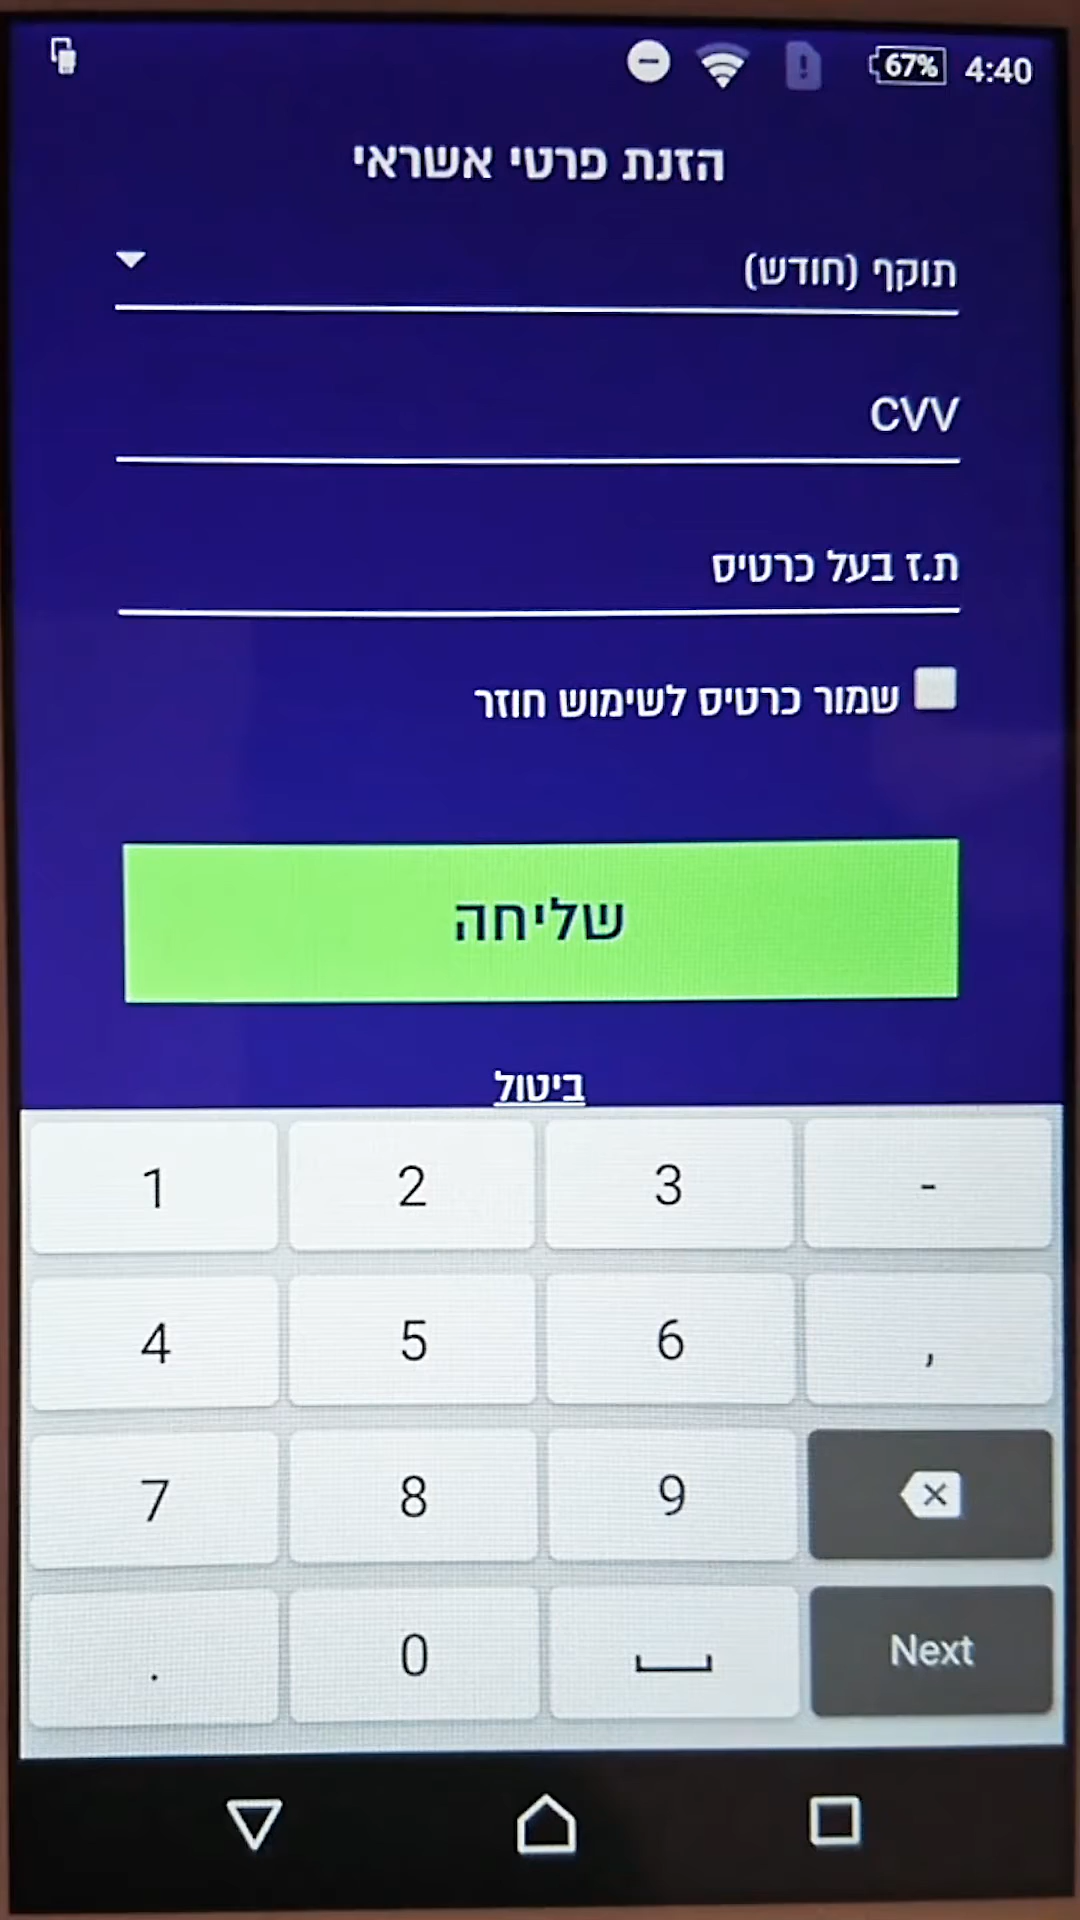 67% 4:40
הזנת פרטי אשראי
תוקף (חודש)
CVV
ת.ז בעל כרטיס
שמור כרטיס לשימוש חוזר
שליחה
ביטול
1 2 3 -
4 5 6 ,
7 8 9
. 0 Next